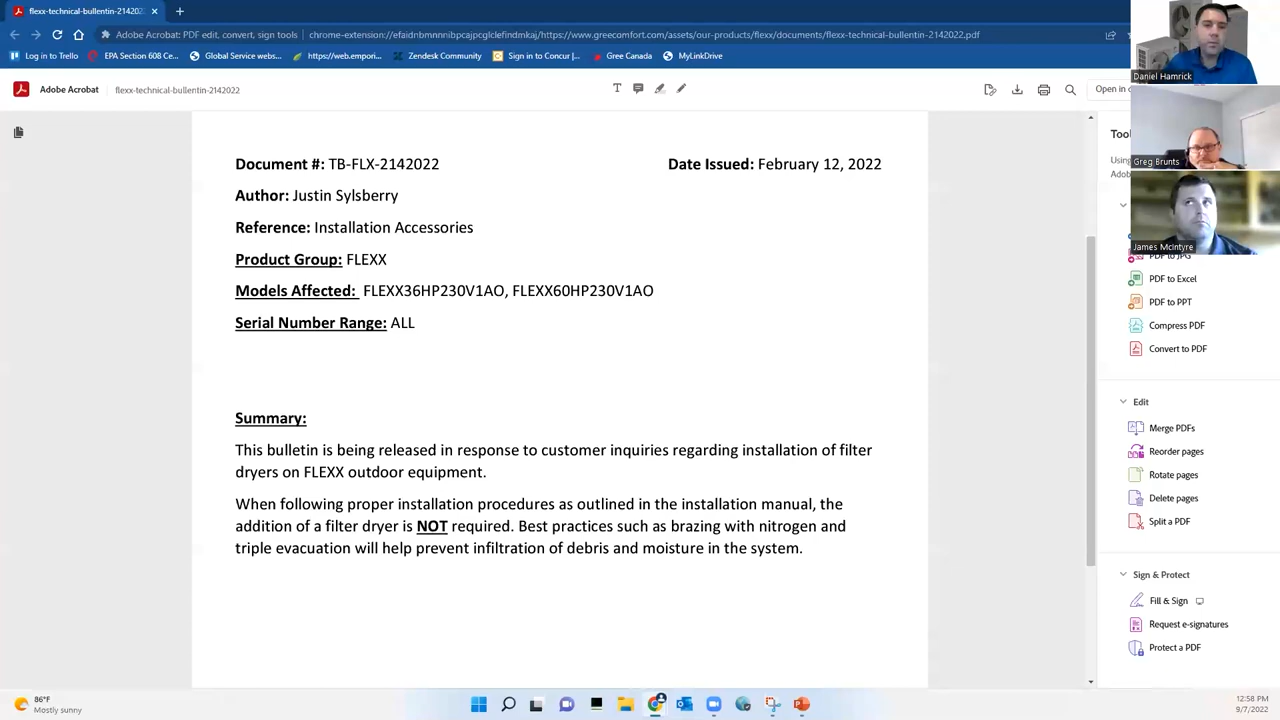 flexx-technical-bullentin-214202
Adobe Acrobat: PDF edit, convert, sign tools | chrome-extension://efaidnbmnnnibpcajpcglclefindmkaj/https://www.greecomfort.com/assets/our-products/flexx/documents/flexx-technical-bulletin-2142022.pdf
Log in to Trello EPA Section 608 Ce... Global Service webs... https://web.empori... Zendesk Community Sign in to Concur |... Gree Canada MyLinkDrive
Daniel Hamrick
Adobe Acrobat flexx-technical-bullentin-2142022 Open in
Document #: TB-FLX-2142022 Date Issued: February 12, 2022
Author: Justin Sylsberry
Reference: Installation Accessories
Product Group: FLEXX
Models Affected: FLEXX36HP230V1AO, FLEXX60HP230V1AO
Serial Number Range: ALL
Summary:
This bulletin is being released in response to customer inquiries regarding installation of filter
dryers on FLEXX outdoor equipment.
When following proper installation procedures as outlined in the installation manual, the
addition of a filter dryer is NOT required. Best practices such as brazing with nitrogen and
triple evacuation will help prevent infiltration of debris and moisture in the system.
Greg Brunts
James McIntyre
PDF to JPG
PDF to Excel
PDF to PPT
Compress PDF
Convert to PDF
Edit
Merge PDFs
Reorder pages
Rotate pages
Delete pages
Split a PDF
Sign & Protect
Fill & Sign
Request e-signatures
Protect a PDF
86°F
Mostly sunny
12:58 PM
9/7/2022